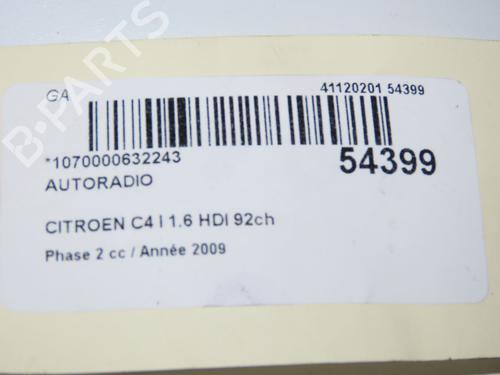 B-PARTS
GA
41120201 54399
*1070000632243
54399
AUTORADIO
CITROEN C4 I 1.6 HDI 92ch
Phase 2 cc / Année 2009